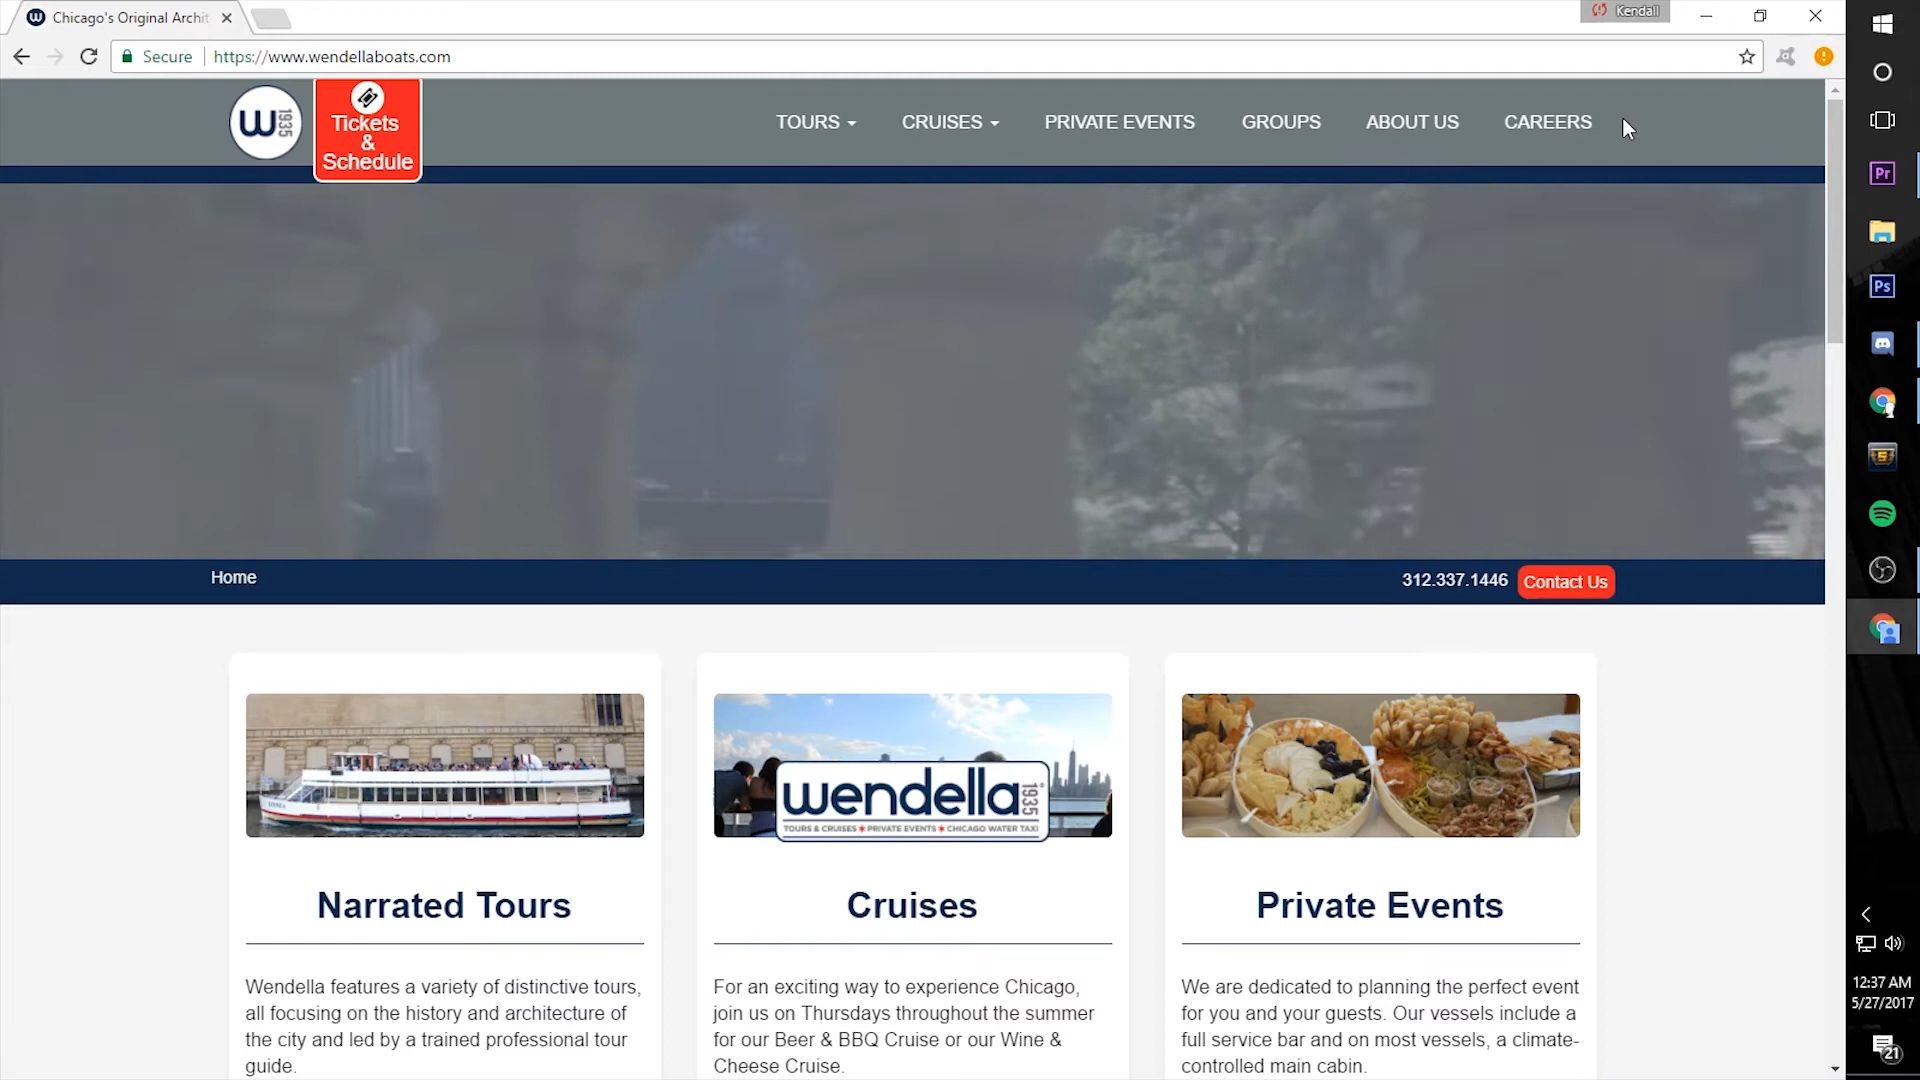 Chicago's Original Archit
Kendall
Secure
https://www.wendellaboats.com
W 1935
Tickets
&
Schedule
TOURS
CRUISES
PRIVATE EVENTS
GROUPS
ABOUT US
CAREERS
Home
312.337.1446
Contact Us
wendella 1935
TOURS & CRUISES * PRIVATE EVENTS * CHICAGO WATER TAXI
Narrated Tours
Wendella features a variety of distinctive tours,
all focusing on the history and architecture of
the city and led by a trained professional tour
guide.
Cruises
For an exciting way to experience Chicago,
join us on Thursdays throughout the summer
for our Beer & BBQ Cruise or our Wine &
Cheese Cruise.
Private Events
We are dedicated to planning the perfect event
for you and your guests. Our vessels include a
full service bar and on most vessels, a climate-
controlled main cabin.
Pr
Ps
S
12:37 AM
5/27/2017
21